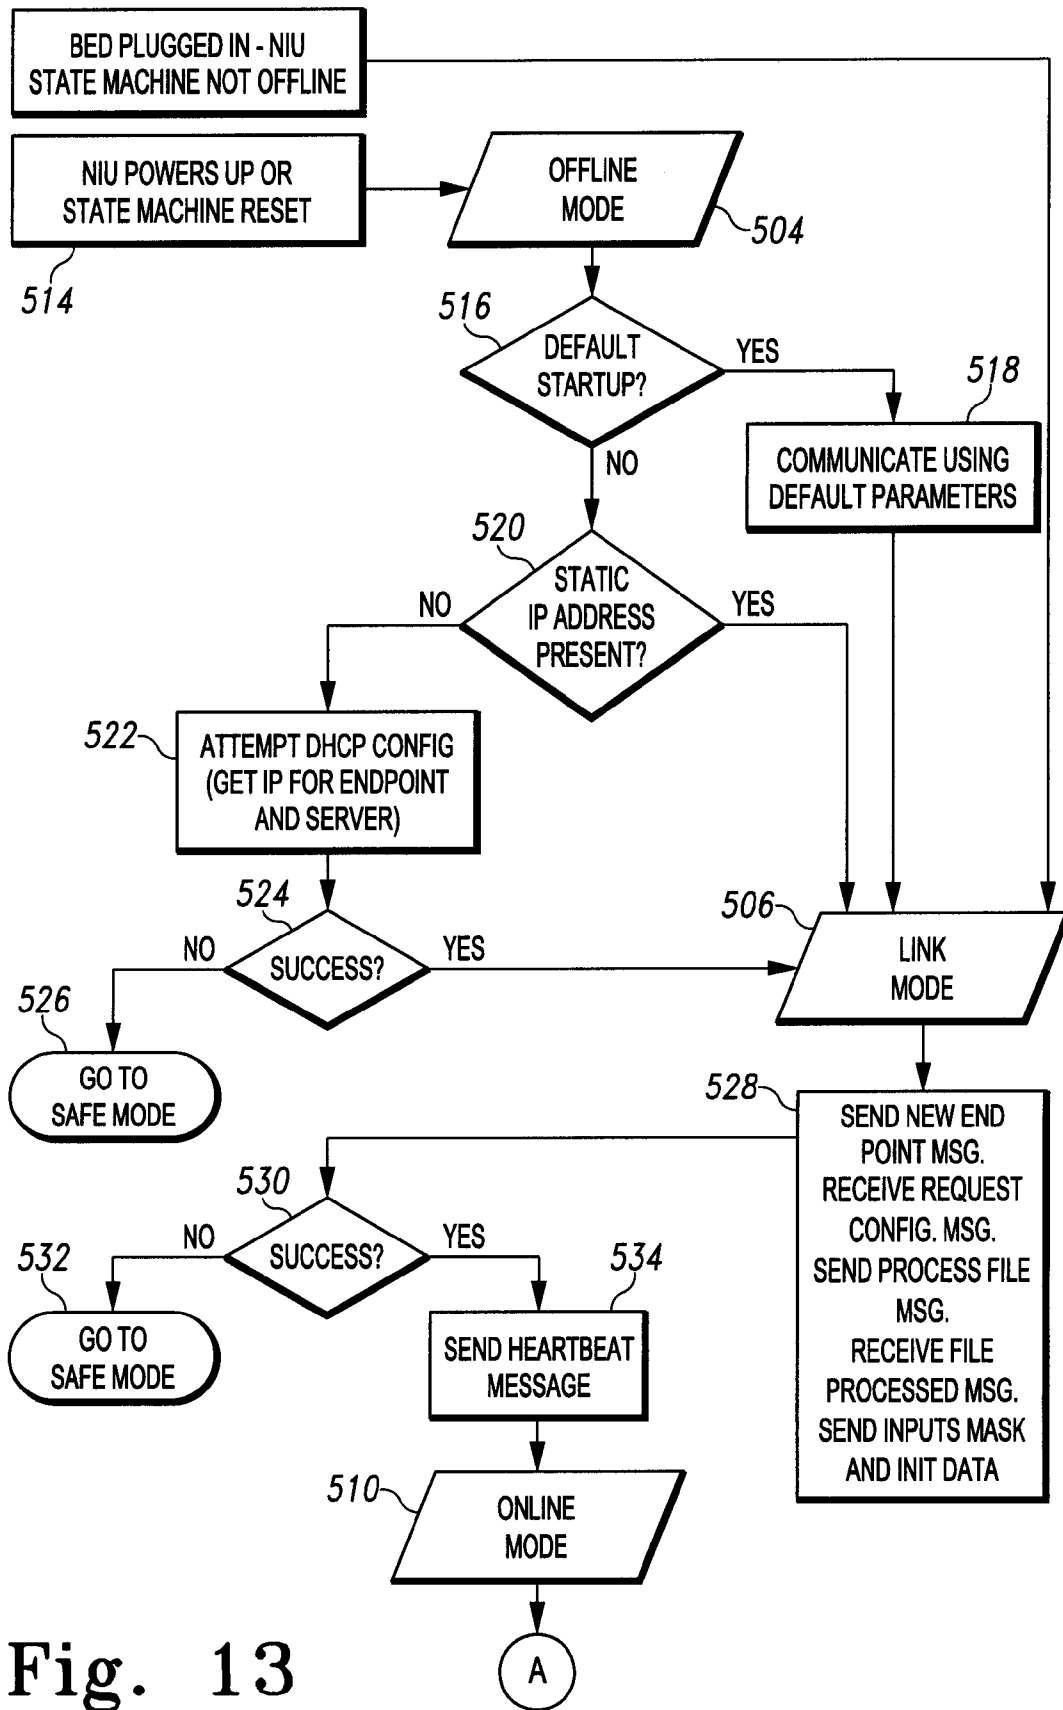 BED PLUGGED IN - NIU
STATE MACHINE NOT OFFLINE
NIU POWERS UP OR
STATE MACHINE RESET
514
OFFLINE
MODE
504
516
DEFAULT
STARTUP?
YES
NO
518
COMMUNICATE USING
DEFAULT PARAMETERS
520
STATIC
IP ADDRESS
PRESENT?
NO
YES
522
ATTEMPT DHCP CONFIG
(GET IP FOR ENDPOINT
AND SERVER)
524
SUCCESS?
NO
YES
506
LINK
MODE
526
GO TO
SAFE MODE
528
SEND NEW END
POINT MSG.
RECEIVE REQUEST
CONFIG. MSG.
SEND PROCESS FILE
MSG.
RECEIVE FILE
PROCESSED MSG.
SEND INPUTS MASK
AND INIT DATA
530
SUCCESS?
NO
YES
532
GO TO
SAFE MODE
534
SEND HEARTBEAT
MESSAGE
510
ONLINE
MODE
A
Fig. 13